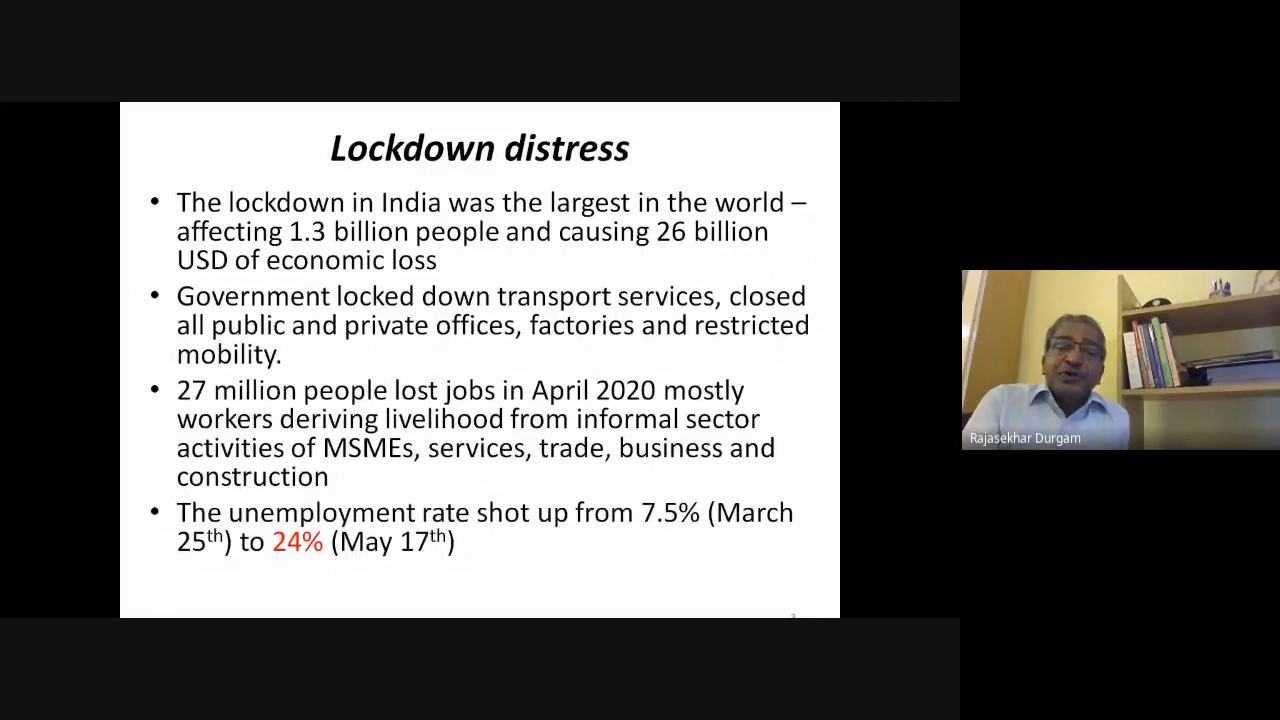 Lockdown distress
• The lockdown in India was the largest in the world –
affecting 1.3 billion people and causing 26 billion
USD of economic loss
• Government locked down transport services, closed
all public and private offices, factories and restricted
mobility.
• 27 million people lost jobs in April 2020 mostly
workers deriving livelihood from informal sector
activities of MSMEs, services, trade, business and
construction
• The unemployment rate shot up from 7.5% (March
25th) to 24% (May 17th)
Rajasekhar Durgam